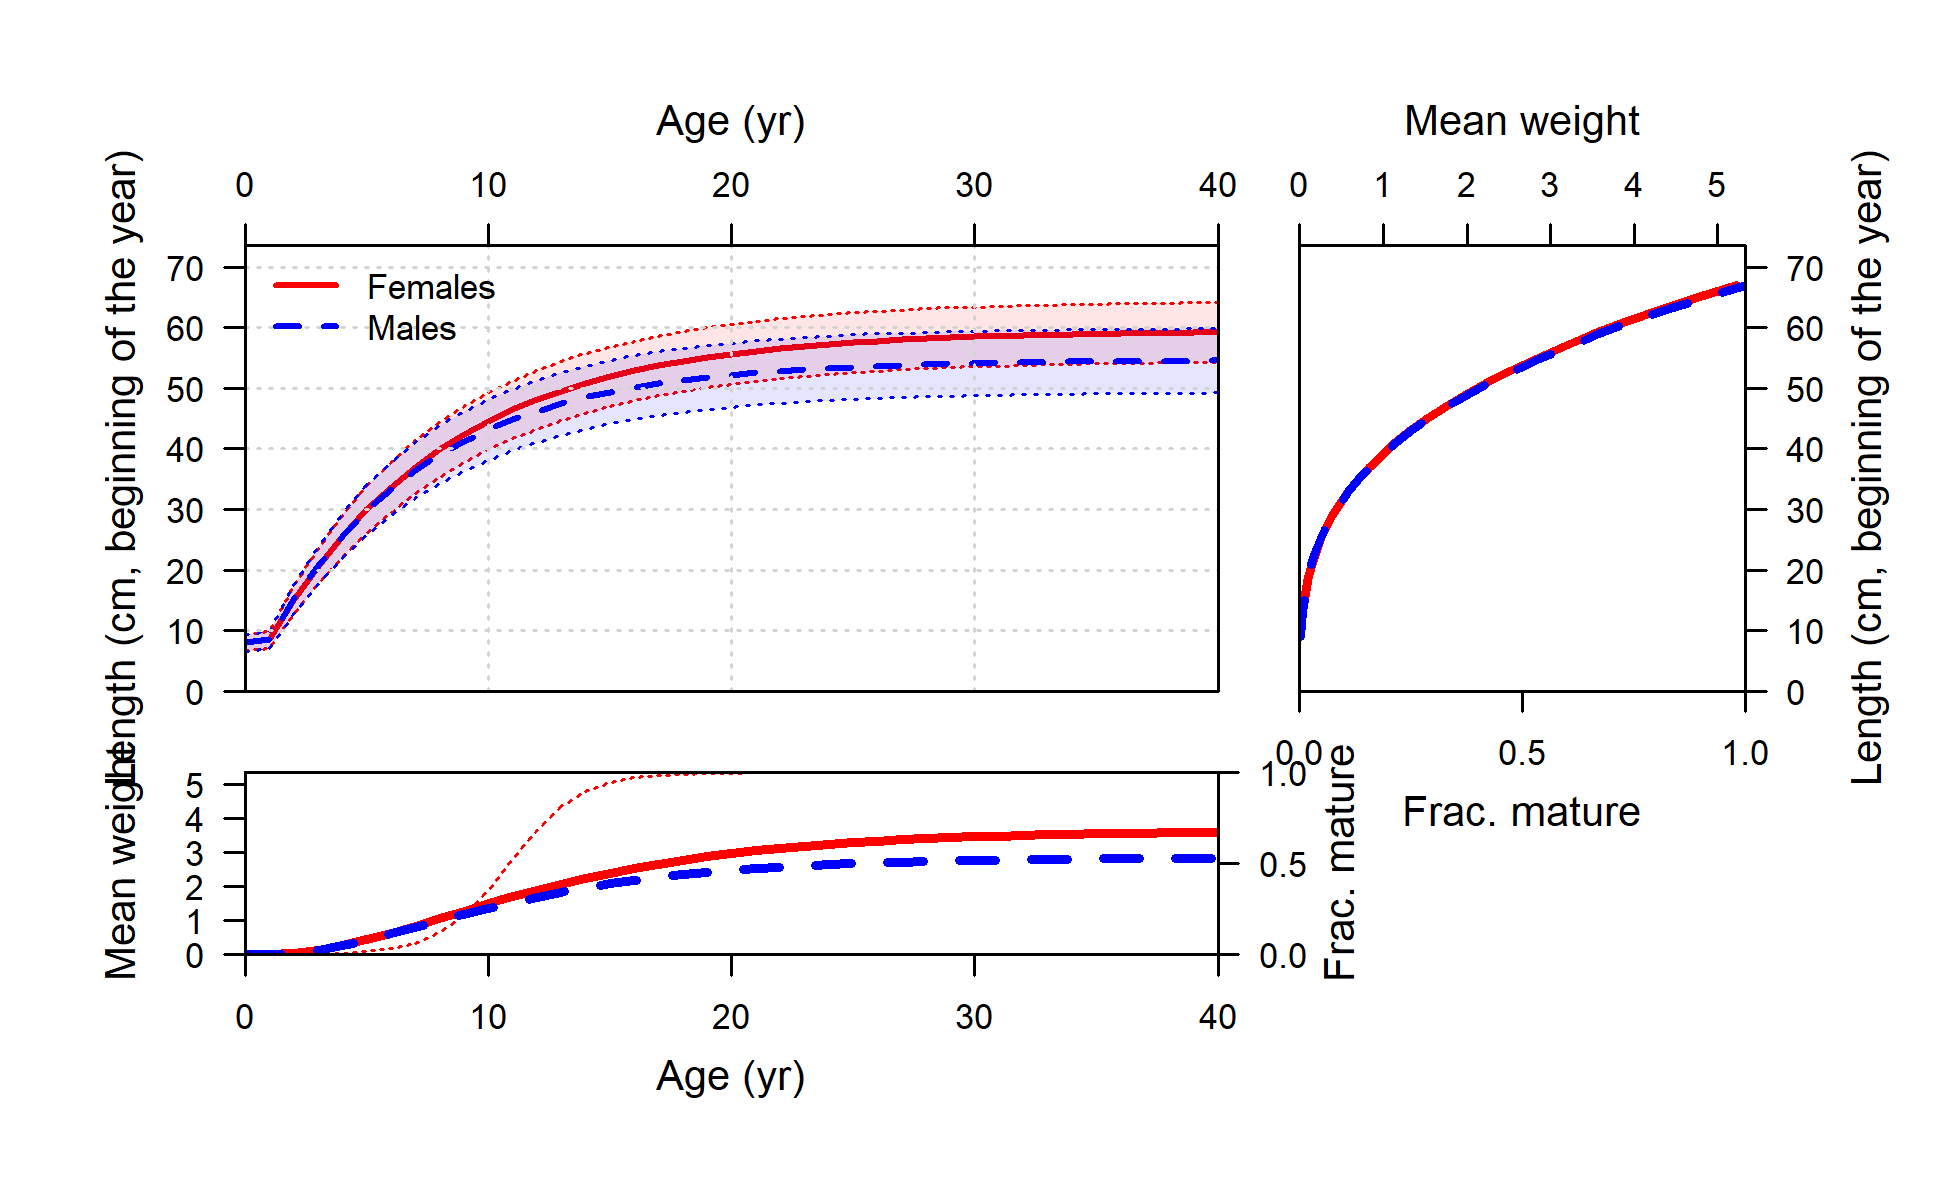 Age (yr)
Mean weight
0 10 20 30 40
0 1 2 3 4 5
Length (cm, beginning of the year)
70
60
50
40
30
20
10
0
Females
Males
70
60
50
40
30
20
10
0
Length (cm, beginning of the year)
0.0 0.5 1.0
Frac. mature
Mean weight
5
4
3
2
1
0
1.0
0.5
0.0
Frac. mature
0 10 20 30 40
Age (yr)